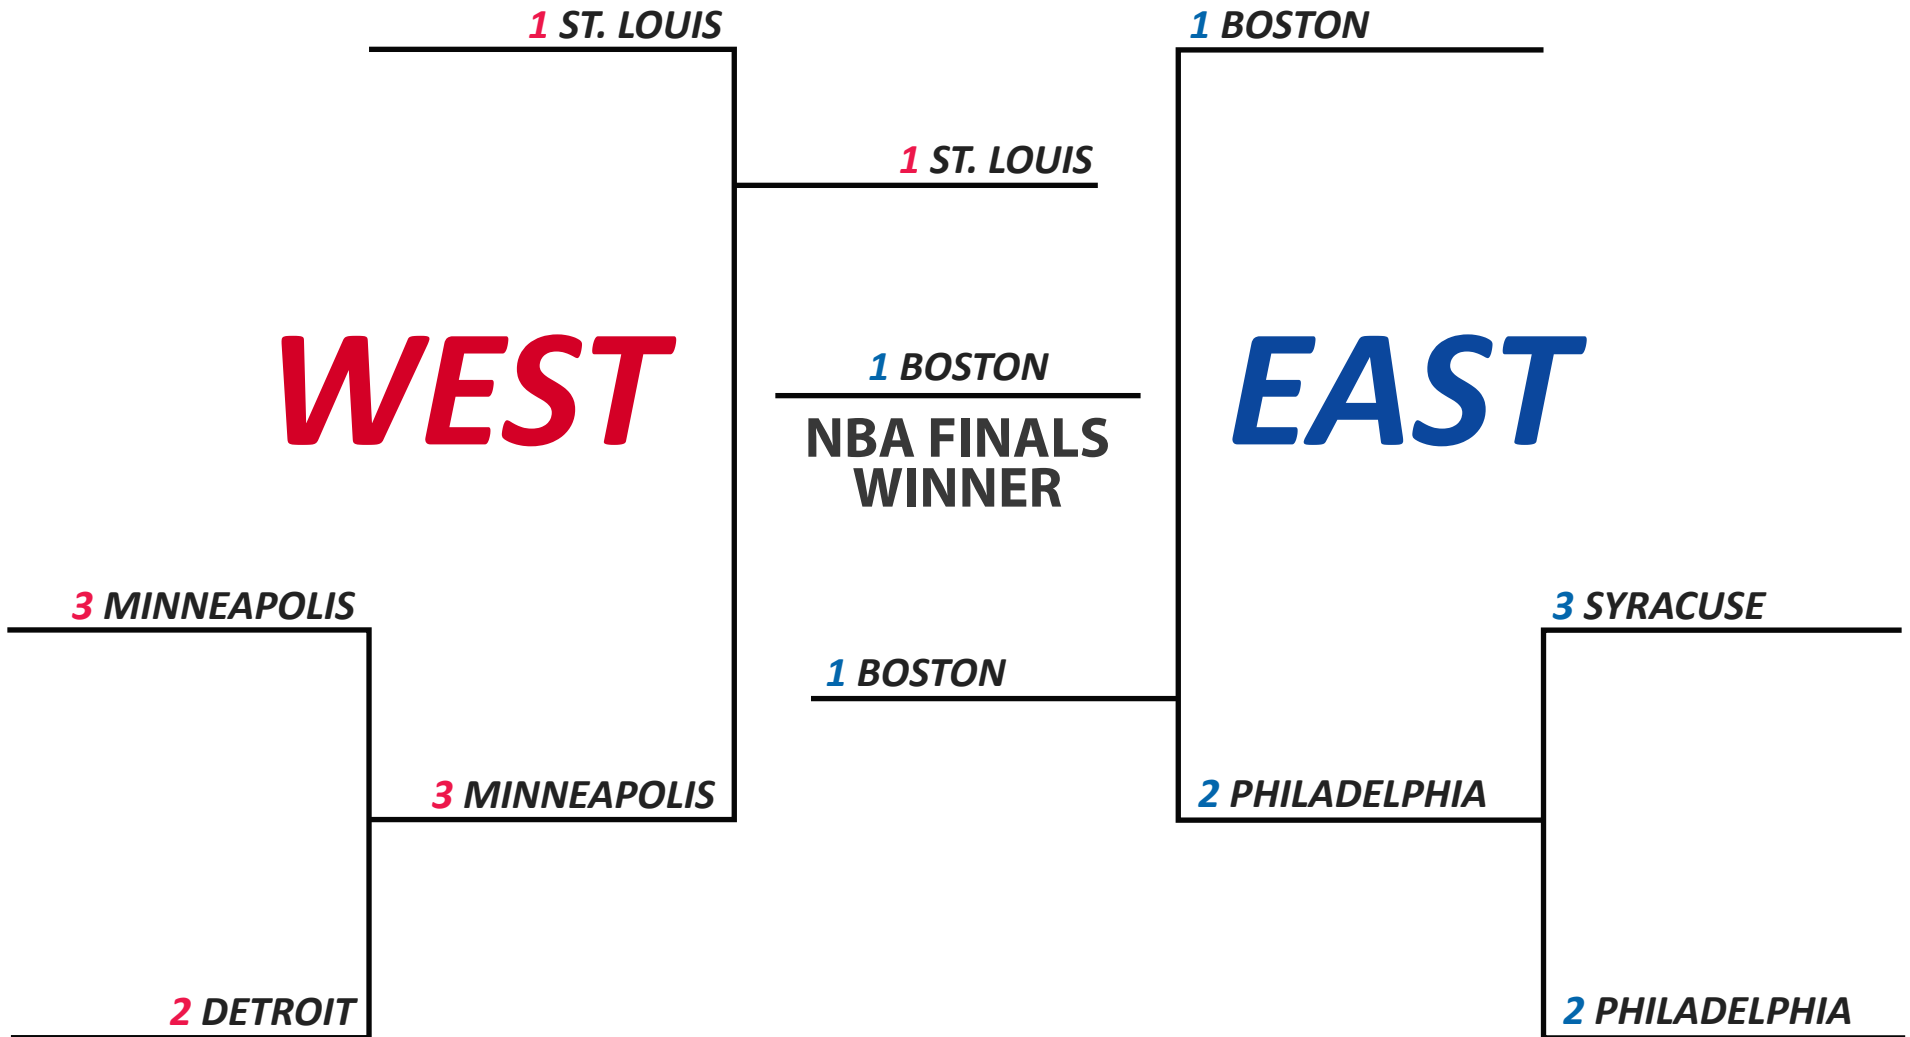 1 ST. LOUIS
1 BOSTON
1 ST. LOUIS
WEST
1 BOSTON
NBA FINALS
WINNER
EAST
3 MINNEAPOLIS
3 SYRACUSE
1 BOSTON
3 MINNEAPOLIS
2 PHILADELPHIA
2 DETROIT
2 PHILADELPHIA